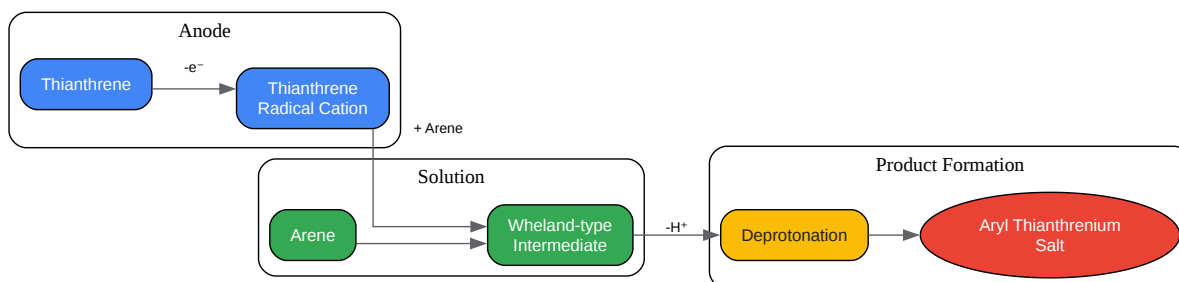 Anode
Thianthrene
-e⁻
Thianthrene
Radical Cation
+ Arene
Solution
Arene
Wheland-type
Intermediate
-H⁺
Product Formation
Deprotonation
Aryl Thianthrenium
Salt